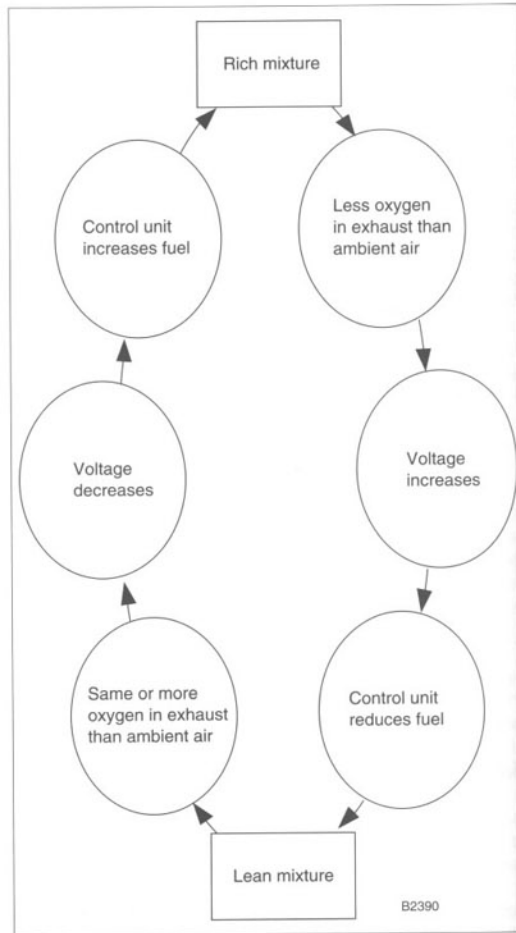 Rich mixture
Less oxygen
in exhaust than
ambient air
Voltage
increases
Control unit
reduces fuel
Lean mixture
Same or more
oxygen in exhaust
than ambient air
Voltage
decreases
Control unit
increases fuel
B2390